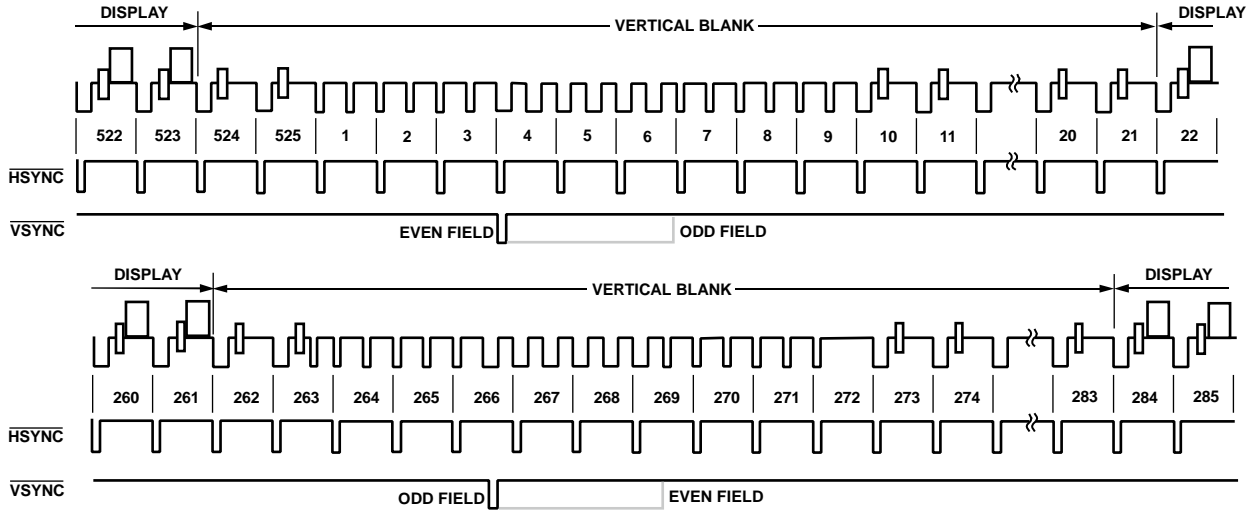 DISPLAY VERTICAL BLANK DISPLAY
522 523 524 525 1 2 3 4 5 6 7 8 9 10 11 20 21 22
HSYNC
VSYNC
EVEN FIELD ODD FIELD
DISPLAY VERTICAL BLANK DISPLAY
260 261 262 263 264 265 266 267 268 269 270 271 272 273 274 283 284 285
HSYNC
VSYNC
ODD FIELD EVEN FIELD